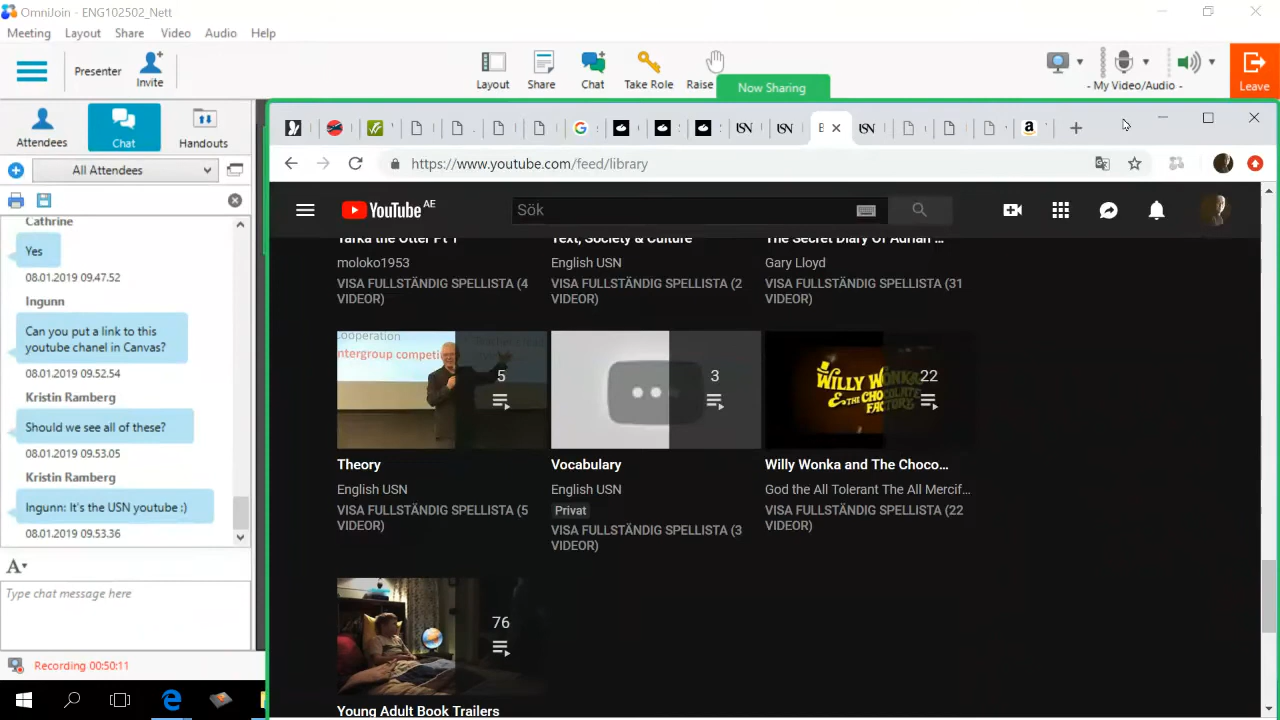 OmniJoin - ENG102502_Nett
Meeting Layout Share Video Audio Help
Presenter
Invite
Layout
Share
Chat
Take Role
Raise
Now Sharing
- My Video/Audio -
Leave
Attendees
Chat
Handouts
All Attendees
Cathrine
Yes
08.01.2019 09.47.52
Ingunn
Can you put a link to this
youtube chanel in Canvas?
08.01.2019 09.52.54
Kristin Ramberg
Should we see all of these?
08.01.2019 09.53.05
Kristin Ramberg
Ingunn: It's the USN youtube :)
08.01.2019 09.53.36
A
Type chat message here
Recording 00:50:11
https://www.youtube.com/feed/library
YouTube AE
Sök
Tarka the Otter Pt 1
moloko1953
VISA FULLSTÄNDIG SPELLISTA (4
VIDEOR)
Text, Society & Culture
English USN
VISA FULLSTÄNDIG SPELLISTA (2
VIDEOR)
The Secret Diary Of Adrian ...
Gary Lloyd
VISA FULLSTÄNDIG SPELLISTA (31
VIDEOR)
5
Theory
English USN
VISA FULLSTÄNDIG SPELLISTA (5
VIDEOR)
3
Vocabulary
English USN
Privat
VISA FULLSTÄNDIG SPELLISTA (3
VIDEOR)
WILLY WONKA
& THE CHOCOLATE
FACTORY
22
Willy Wonka and The Choco...
God the All Tolerant The All Mercif...
VISA FULLSTÄNDIG SPELLISTA (22
VIDEOR)
76
Young Adult Book Trailers